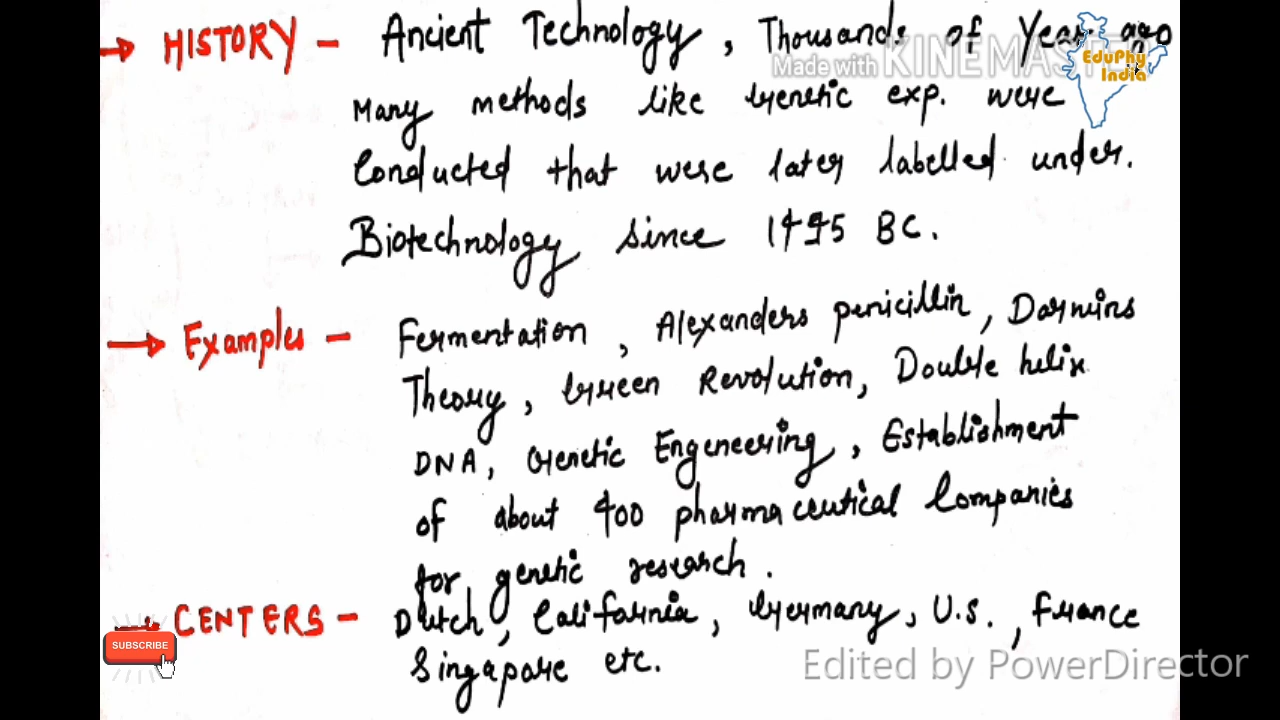 → HISTORY - Ancient Technology, Thousands of Years ago
Made with KINEMASTER
EduPhy
India
Many methods like Genetic exp. were
Conducted that were later labelled under.
Biotechnology since 1495 BC.
→ Examples - Fermentation, Alexanders penicillin, Darwins
Theory, Green Revolution, Double helix
DNA, Genetic Engeneering, Establishment
of about 400 pharmaceutical Companies
for genetic research.
→ CENTERS - Dutch, California, Germany, U.S., France
SUBSCRIBE
Singapore etc.
Edited by PowerDirector